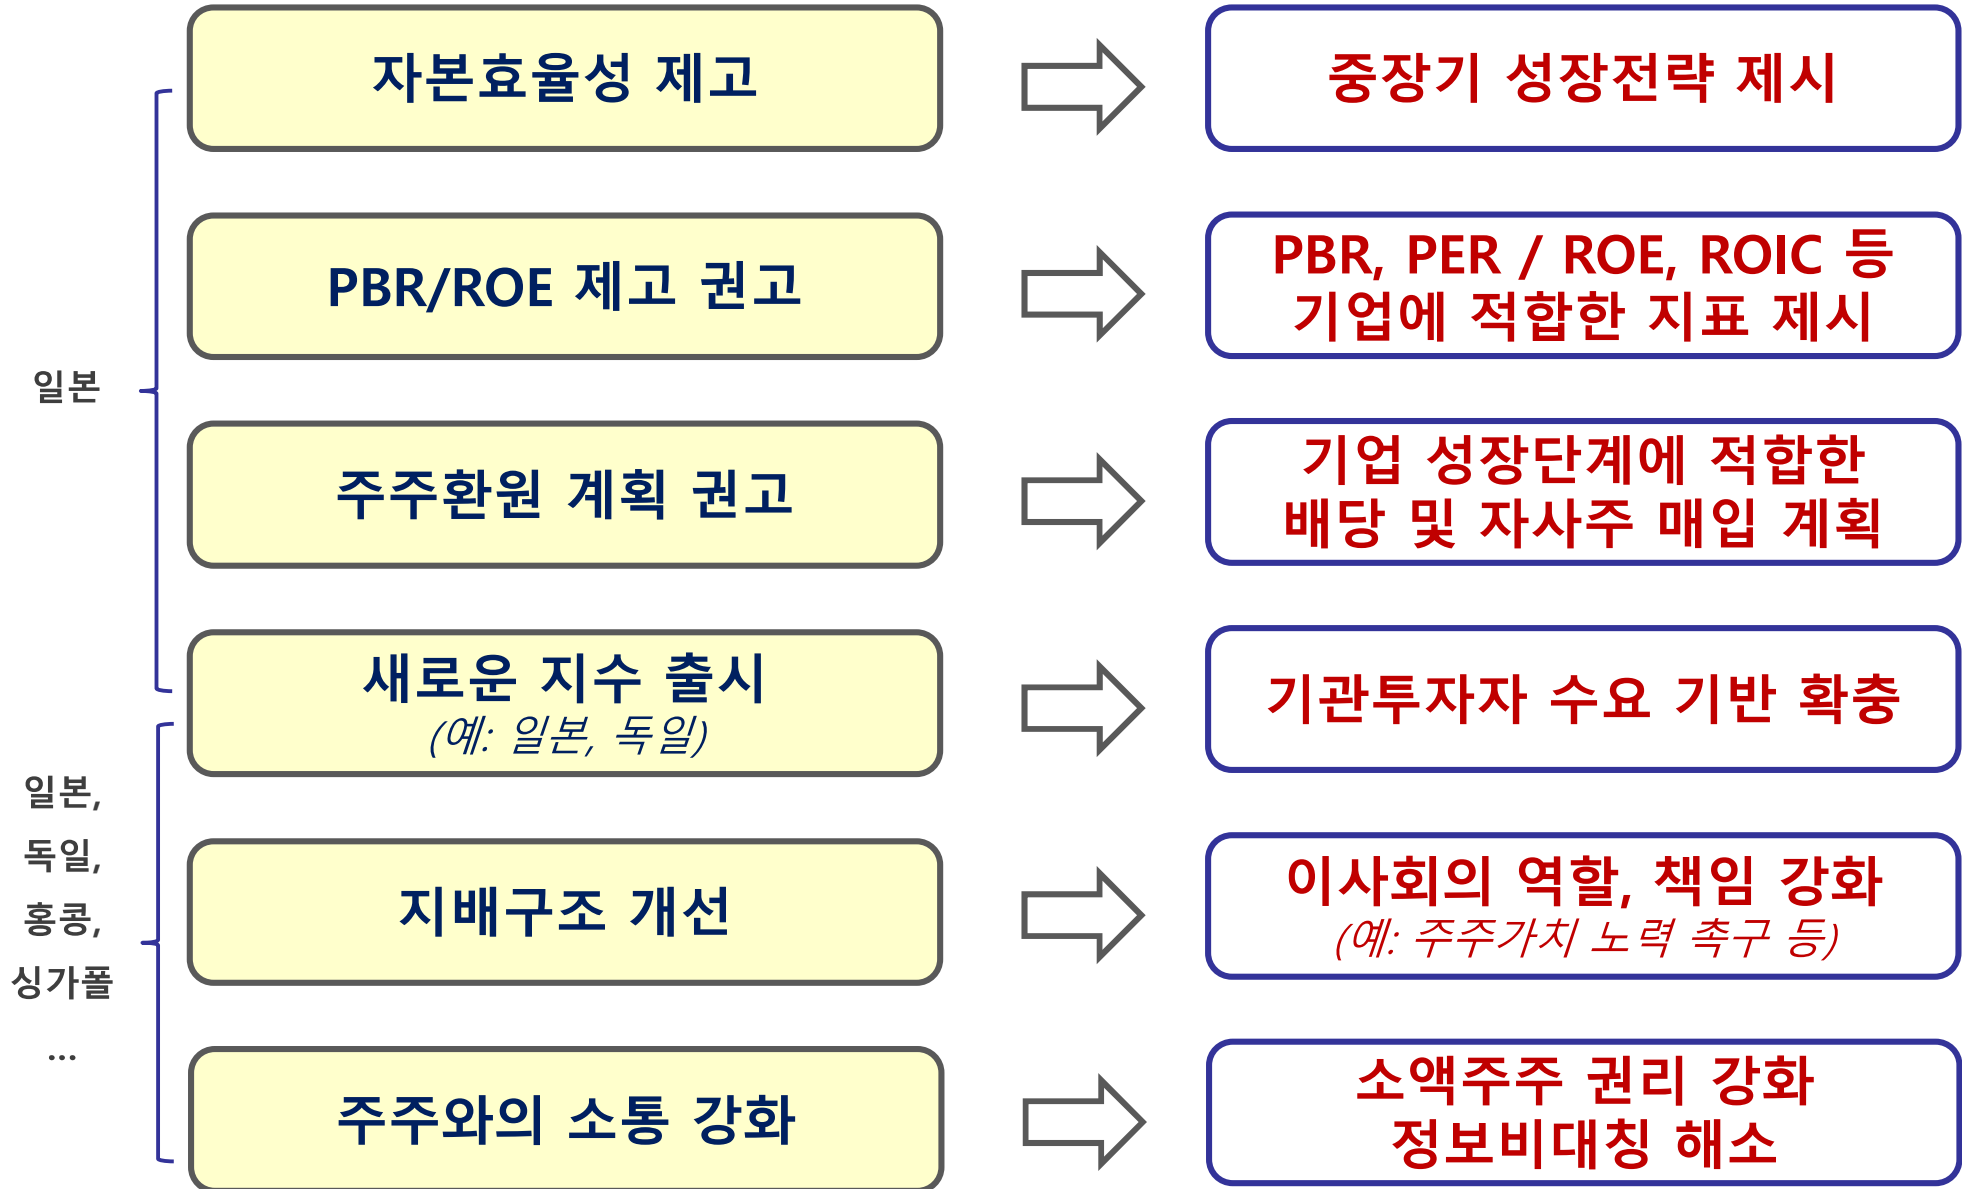 자본효율성 제고
중장기 성장전략 제시
PBR/ROE 제고 권고
PBR, PER / ROE, ROIC 등
기업에 적합한 지표 제시
일본
주주환원 계획 권고
기업 성장단계에 적합한
배당 및 자사주 매입 계획
새로운 지수 출시
(예: 일본, 독일)
기관투자자 수요 기반 확충
일본,
독일,
홍콩,
싱가폴
...
지배구조 개선
이사회의 역할, 책임 강화
(예: 주주가치 노력 촉구 등)
주주와의 소통 강화
소액주주 권리 강화
정보비대칭 해소